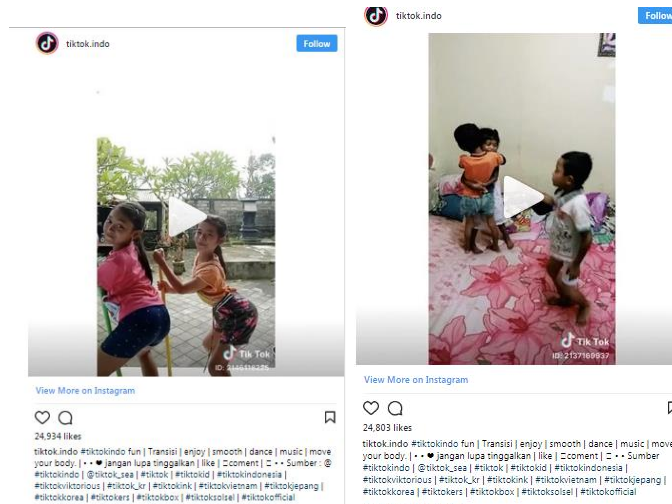 tiktok.indo
Follow
Tik Tok
View More on Instagram
24,934 likes
tiktok.indo #tiktokindo fun | Transisi | enjoy | smooth | dance | music | move
your body. | • • ❤ jangan lupa tinggalkan | like | coment | • • Sumber : @
#tiktokindo | @tiktok_sea | #tiktok | #tiktokid | #tiktokindonesia |
#tiktokviktorious | #tiktok_kr | #tiktokink | #tiktokvietnam | #tiktokjepang |
#tiktokkorea | #tiktokers | #tiktokbox | #tiktoksolsel | #tiktokofficial
tiktok.indo
Follow
Tik Tok
ID: 2137169937
View More on Instagram
24,803 likes
tiktok.indo #tiktokindo fun | Transisi | enjoy | smooth | dance | music | move
your body. | • • ❤ jangan lupa tinggalkan | like | coment | • • Sumber :
#tiktokindo | @tiktok_sea | #tiktok | #tiktokid | #tiktokindonesia |
#tiktokviktorious | #tiktok_kr | #tiktokink | #tiktokvietnam | #tiktokjepang |
#tiktokkorea | #tiktokers | #tiktokbox | #tiktoksolsel | #tiktokofficial